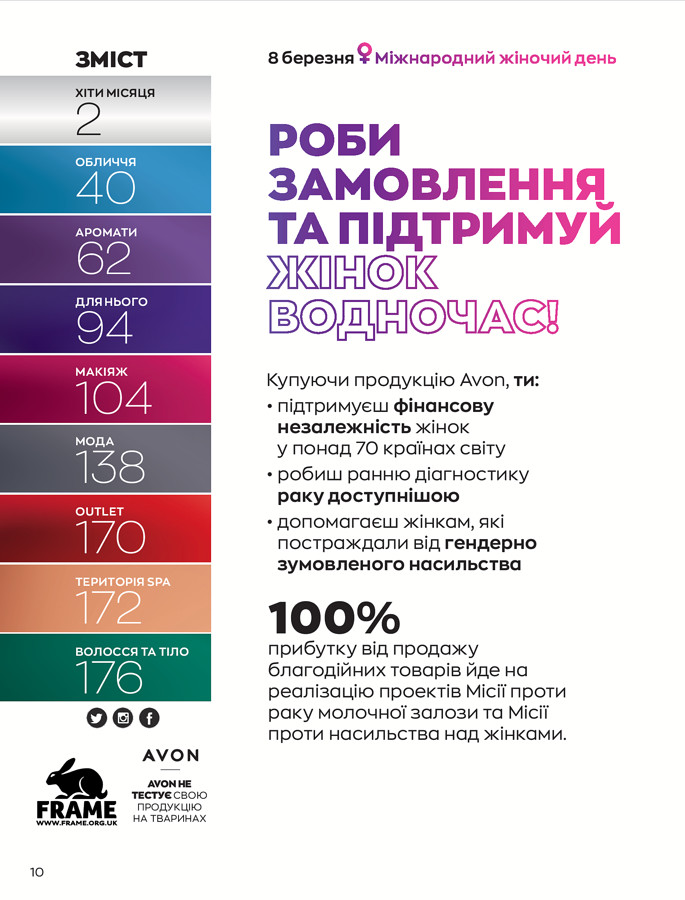 ЗМІСТ
ХІТИ МІСЯЦЯ
2
ОБЛИЧЧЯ
40
АРОМАТИ
62
ДЛЯ НЬОГО
94
МАКІЯЖ
104
МОДА
138
OUTLET
170
ТЕРИТОРІЯ SPA
172
ВОЛОССЯ ТА ТІЛО
176
FRAME
WWW.FRAME.ORG.UK
AVON
AVON НЕ
ТЕСТУЄ СВОЮ
ПРОДУКЦІЮ
НА ТВАРИНАХ
8 березня Міжнародний жіночий день
РОБИ
ЗАМОВЛЕННЯ
ТА ПІДТРИМУЙ
ЖІНОК
ВОДНОЧАС!
Купуючи продукцію Avon, ти:
• підтримуєш фінансову
незалежність жінок
у понад 70 країнах світу
• робиш ранню діагностику
раку доступнішою
• допомагаєш жінкам, які
постраждали від гендерно
зумовленого насильства
100%
прибутку від продажу
благодійних товарів йде на
реалізацію проектів Місії проти
раку молочної залози та Місії
проти насильства над жінками.
10